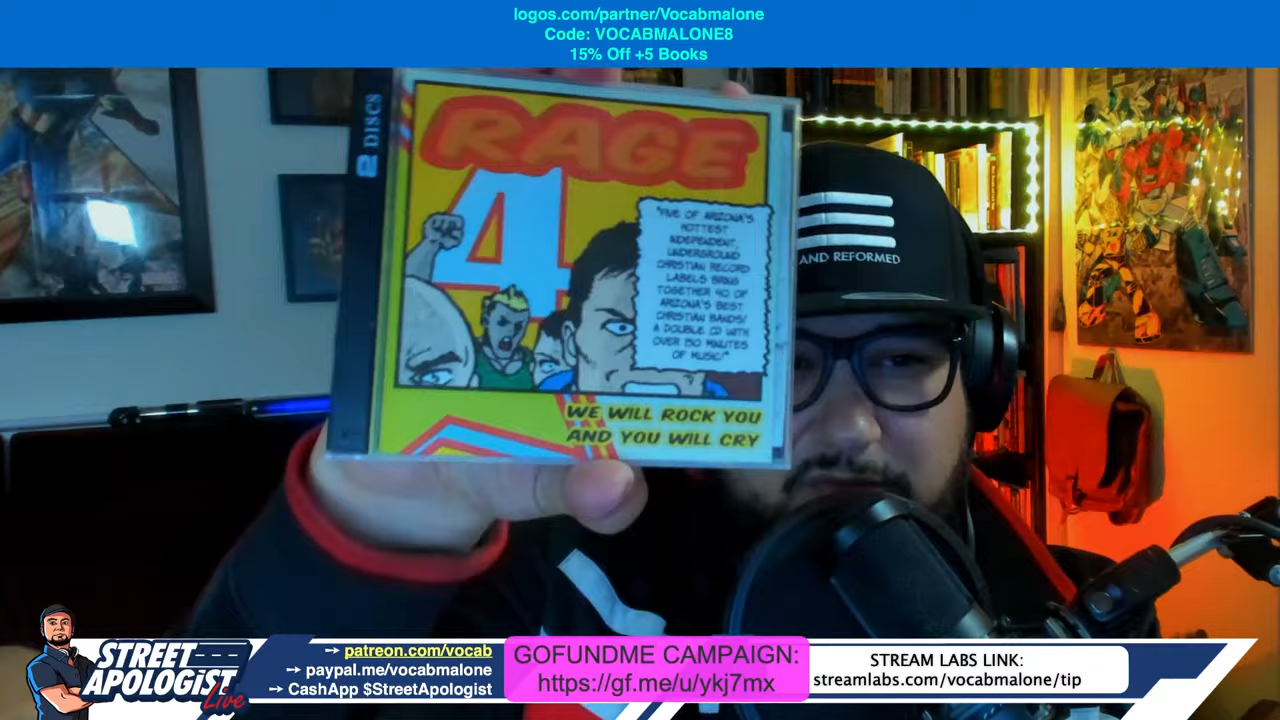 logos.com/partner/Vocabmalone
Code: VOCABMALONE8
15% Off +5 Books
2 DISCS
RAGE
4
"FIVE OF ARIZONA'S
HOTTEST
INDEPENDENT,
UNDERGROUND
CHRISTIAN RECORD
LABELS BRING
TOGETHER 40 OF
ARIZONA'S BEST
CHRISTIAN BANDS!
A DOUBLE CD WITH
OVER 150 MINUTES
OF MUSIC!"
WE WILL ROCK YOU
AND YOU WILL CRY
AND REFORMED
STREET
APOLOGIST
Live
→ patreon.com/vocab
→ paypal.me/vocabmalone
→ CashApp $StreetApologist
GOFUNDME CAMPAIGN:
https://gf.me/u/ykj7mx
STREAM LABS LINK:
streamlabs.com/vocabmalone/tip